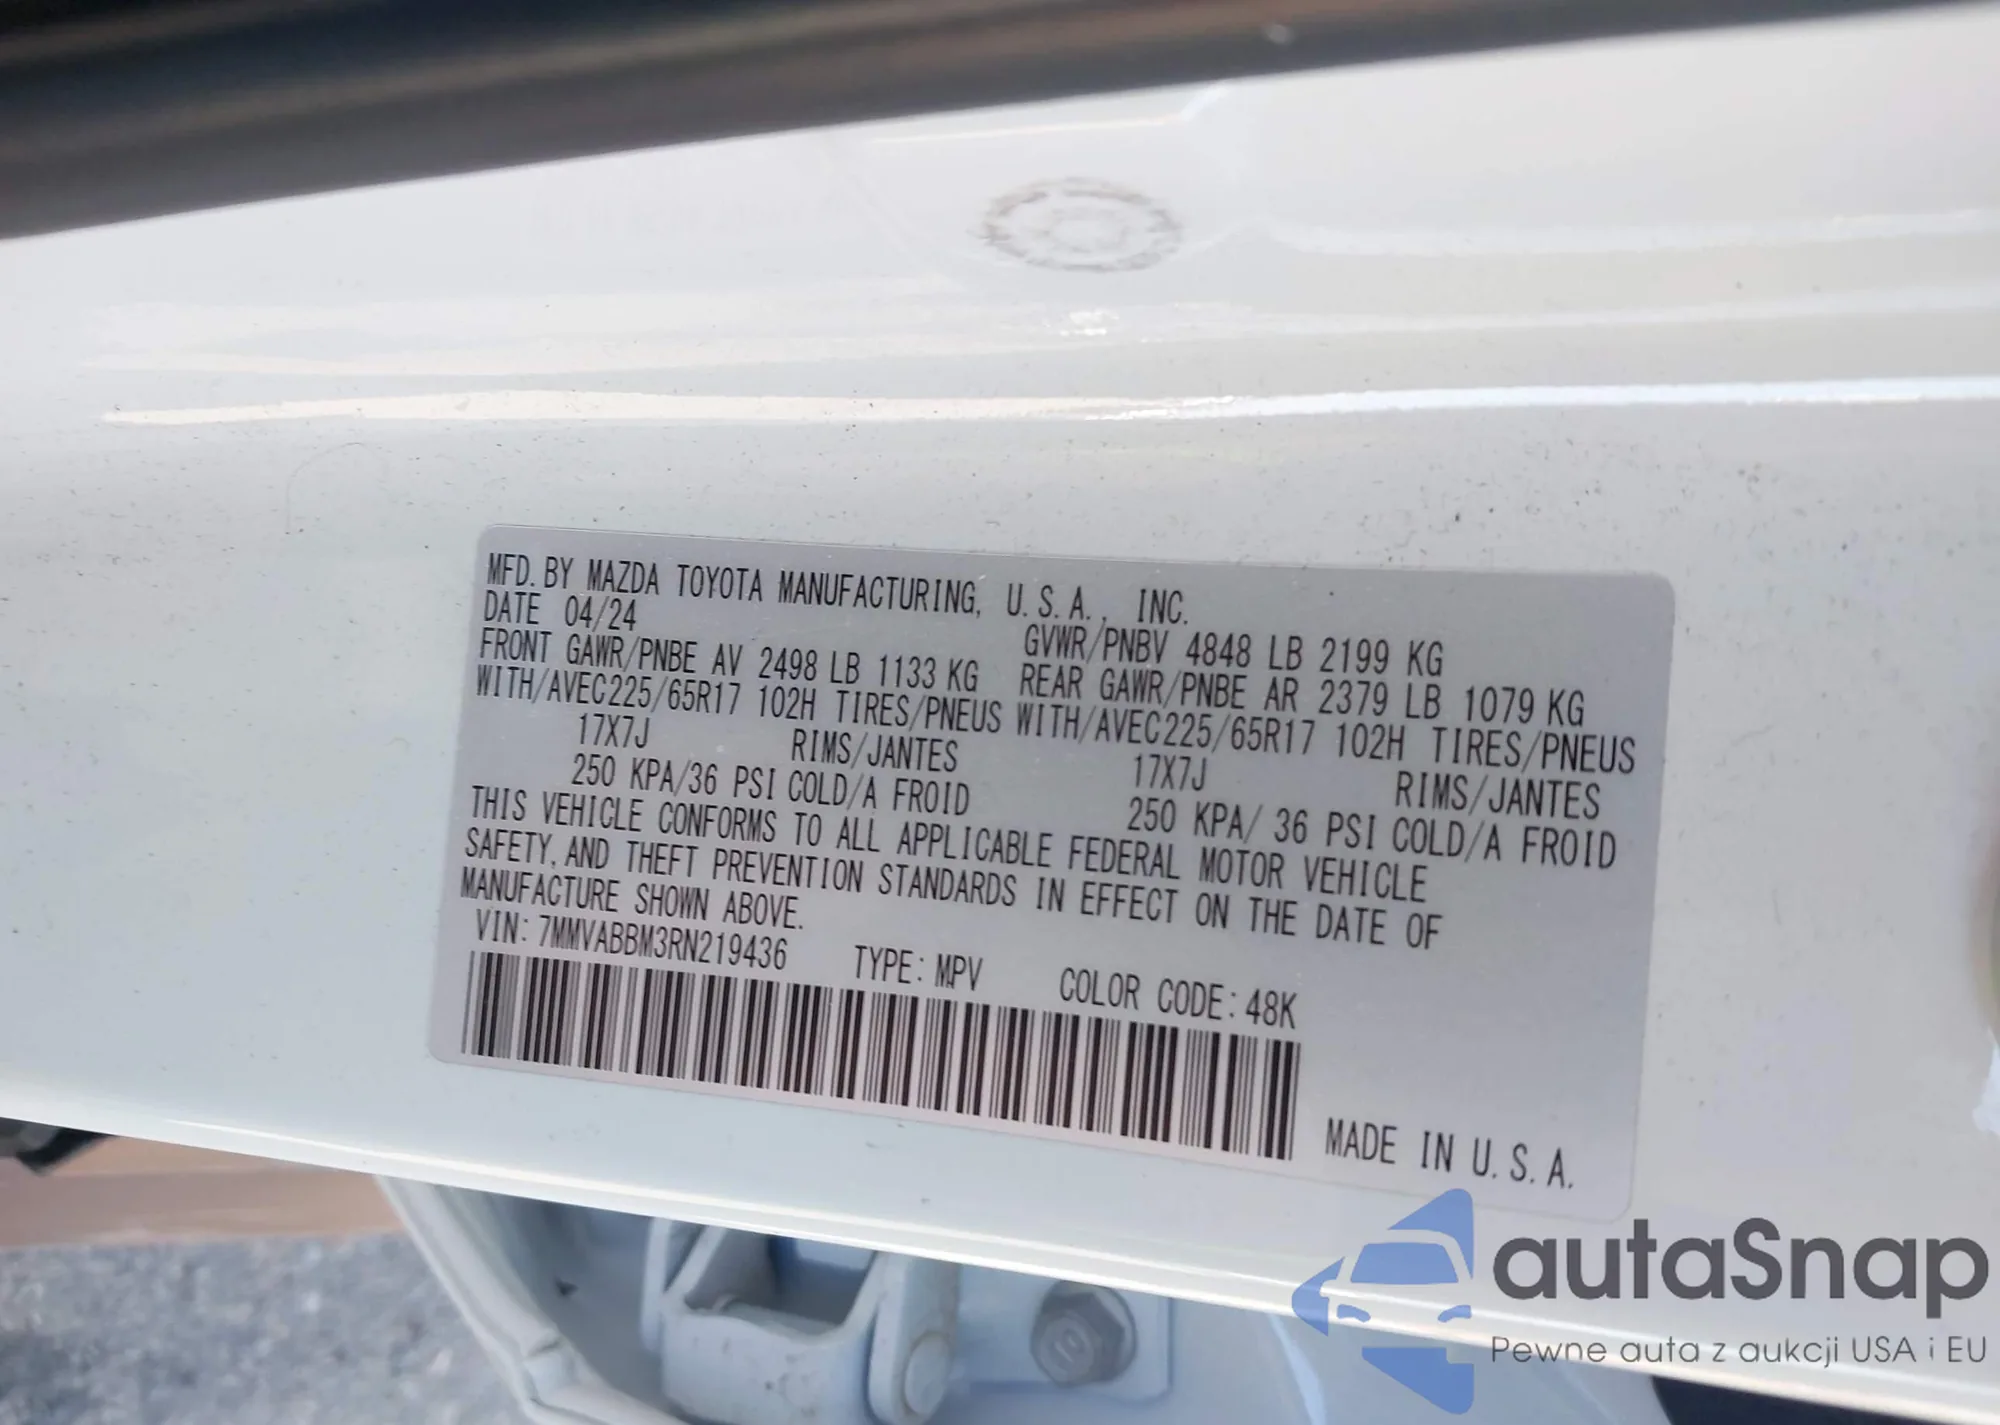 MFD. BY MAZDA TOYOTA MANUFACTURING, U.S.A., INC.
DATE 04/24 GVWR/PNBV 4848 LB 2199 KG
FRONT GAWR/PNBE AV 2498 LB 1133 KG REAR GAWR/PNBE AR 2379 LB 1079 KG
WITH/AVEC225/65R17 102H TIRES/PNEUS WITH/AVEC225/65R17 102H TIRES/PNEUS
17X7J RIMS/JANTES 17X7J RIMS/JANTES
250 KPA/36 PSI COLD/A FROID 250 KPA/ 36 PSI COLD/A FROID
THIS VEHICLE CONFORMS TO ALL APPLICABLE FEDERAL MOTOR VEHICLE
SAFETY, AND THEFT PREVENTION STANDARDS IN EFFECT ON THE DATE OF
MANUFACTURE SHOWN ABOVE.
VIN: 7MMVABBM3RN219436 TYPE: MPV COLOR CODE: 48K
MADE IN U.S.A.
autaSnap
Pewne auta z aukcji USA i EU